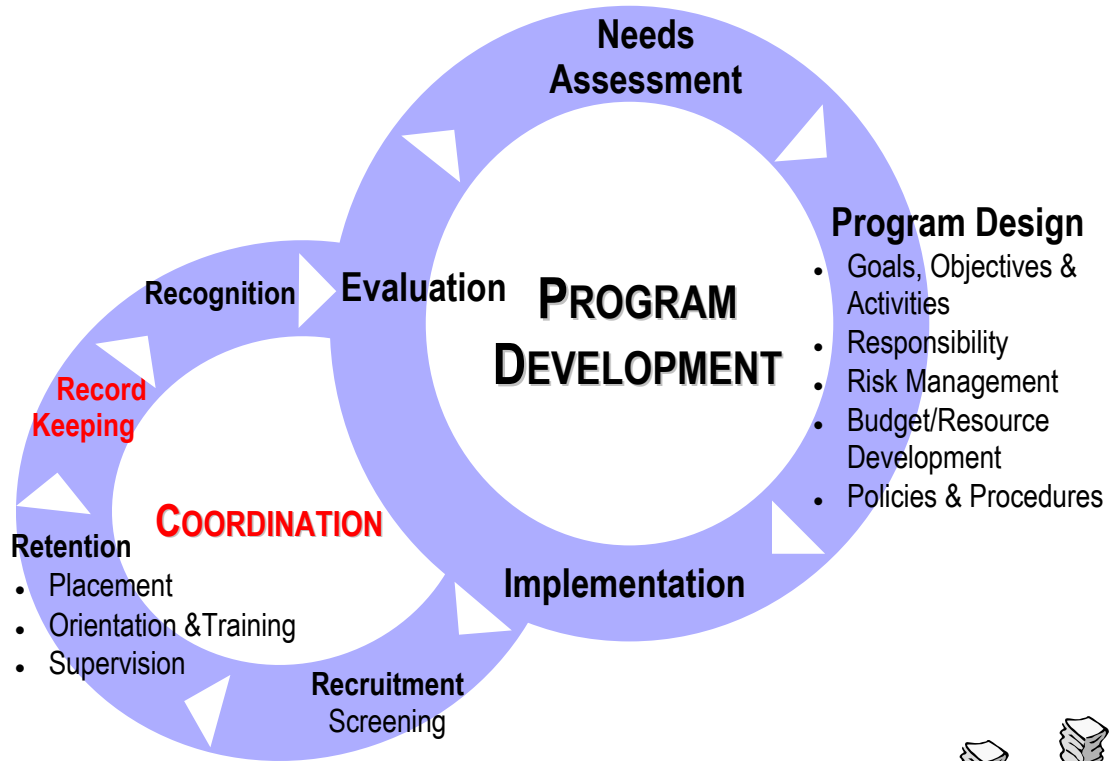 Needs
Assessment
Program Design
• Goals, Objectives &
Activities
• Responsibility
• Risk Management
• Budget/Resource
Development
• Policies & Procedures
Evaluation
PROGRAM
DEVELOPMENT
Implementation
Recognition
Record
Keeping
COORDINATION
Retention
• Placement
• Orientation &Training
• Supervision
Recruitment
Screening